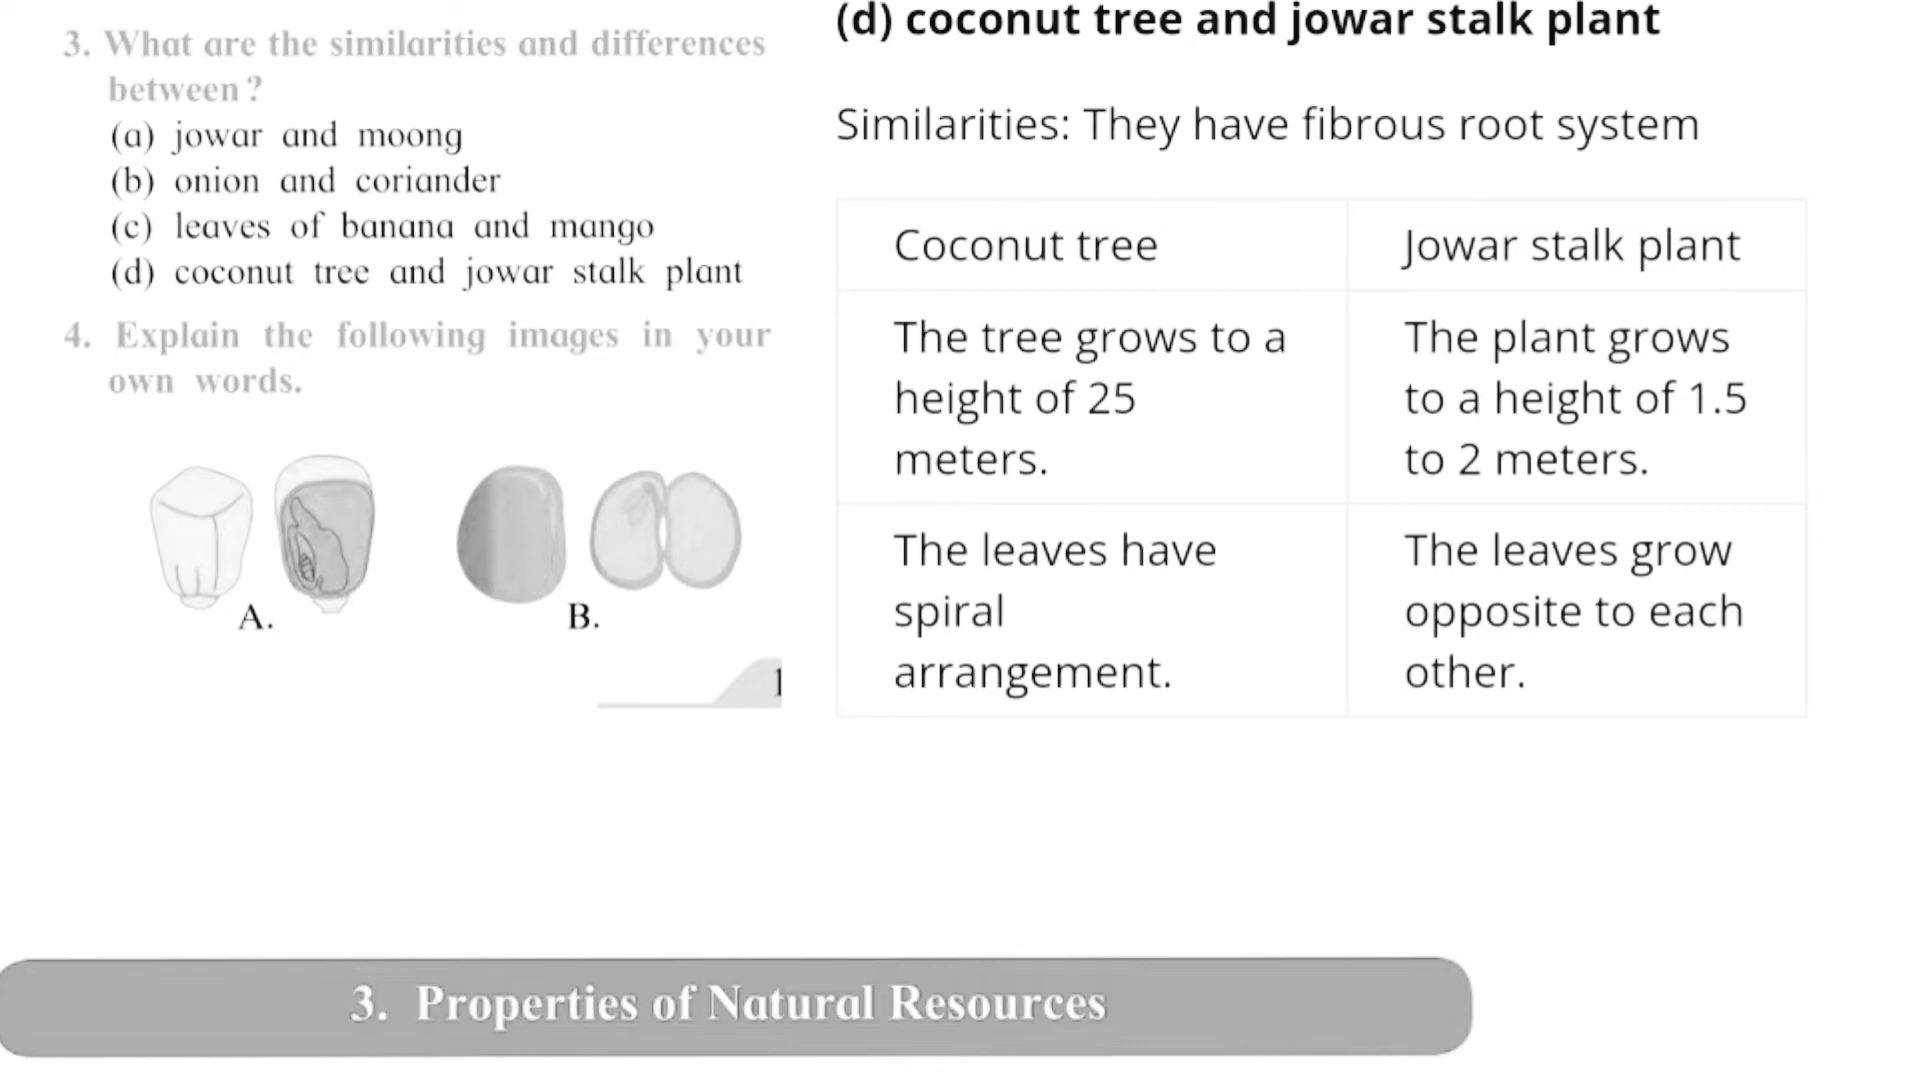 3. What are the similarities and differences
between?
(a) jowar and moong
(b) onion and coriander
(c) leaves of banana and mango
(d) coconut tree and jowar stalk plant
4. Explain the following images in your
own words.
A.
B.
1
(d) coconut tree and jowar stalk plant
Similarities: They have fibrous root system
Coconut tree
Jowar stalk plant
The tree grows to a
height of 25
meters.
The plant grows
to a height of 1.5
to 2 meters.
The leaves have
spiral
arrangement.
The leaves grow
opposite to each
other.
3. Properties of Natural Resources